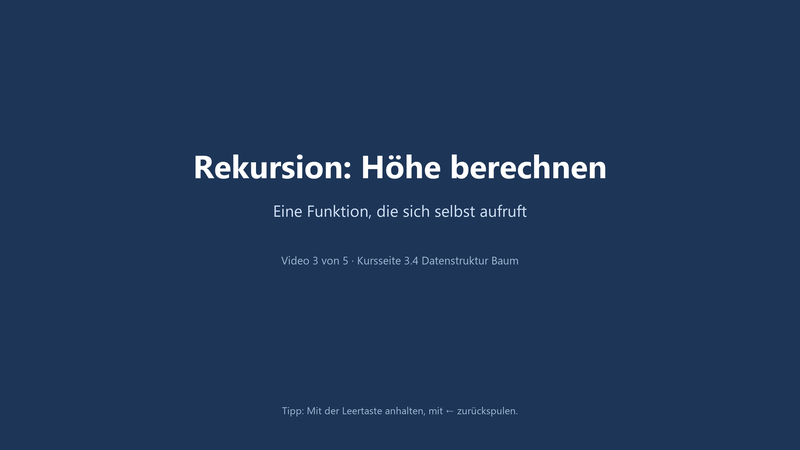 Rekursion: Höhe berechnen
Eine Funktion, die sich selbst aufruft
Video 3 von 5 · Kursseite 3.4 Datenstruktur Baum
Tipp: Mit der Leertaste anhalten, mit ← zurückspulen.